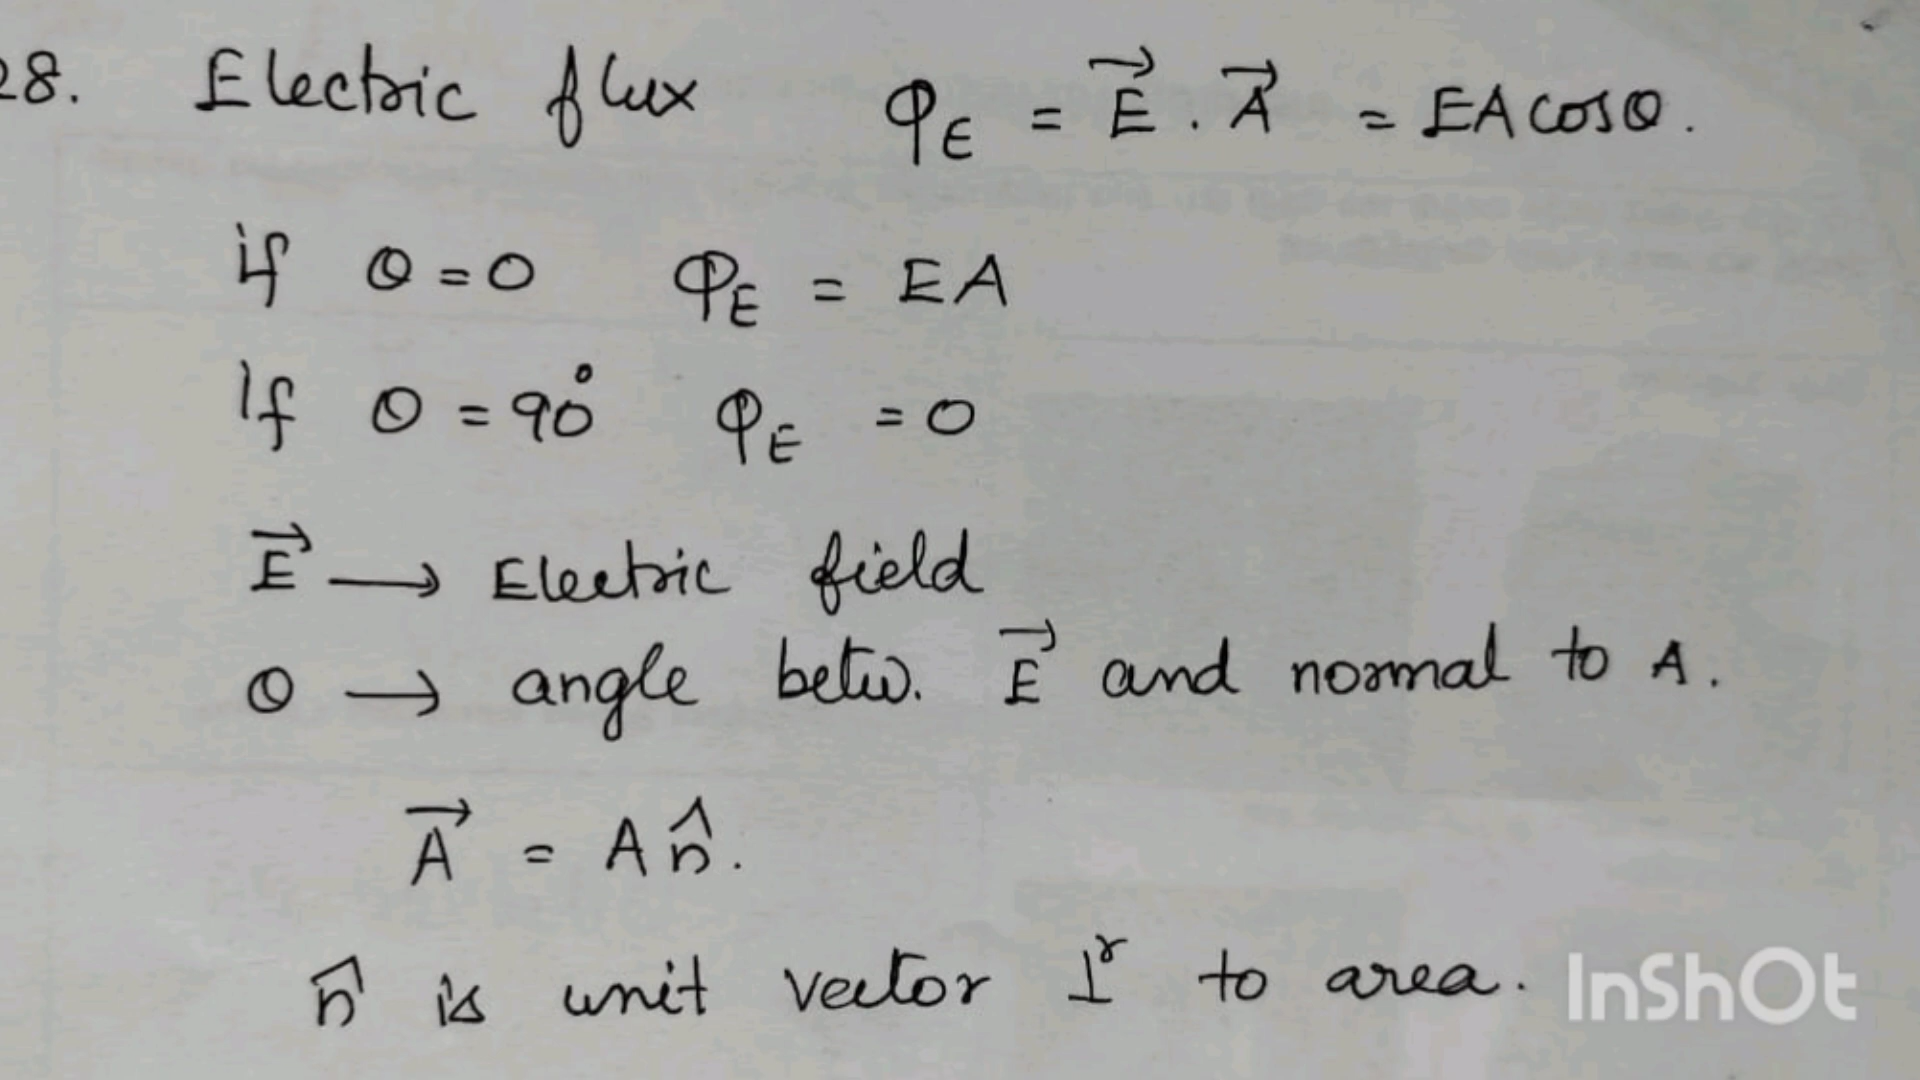 28. Electric flux φE = E⃗ . A⃗ = EA cosθ.
if θ = 0 φE = EA
If θ = 90° φE = 0
E⃗ → Electric field
θ → angle betw. E⃗ and normal to A.
A⃗ = A n̂.
n̂ is unit vector ⊥r to area.
InShOt